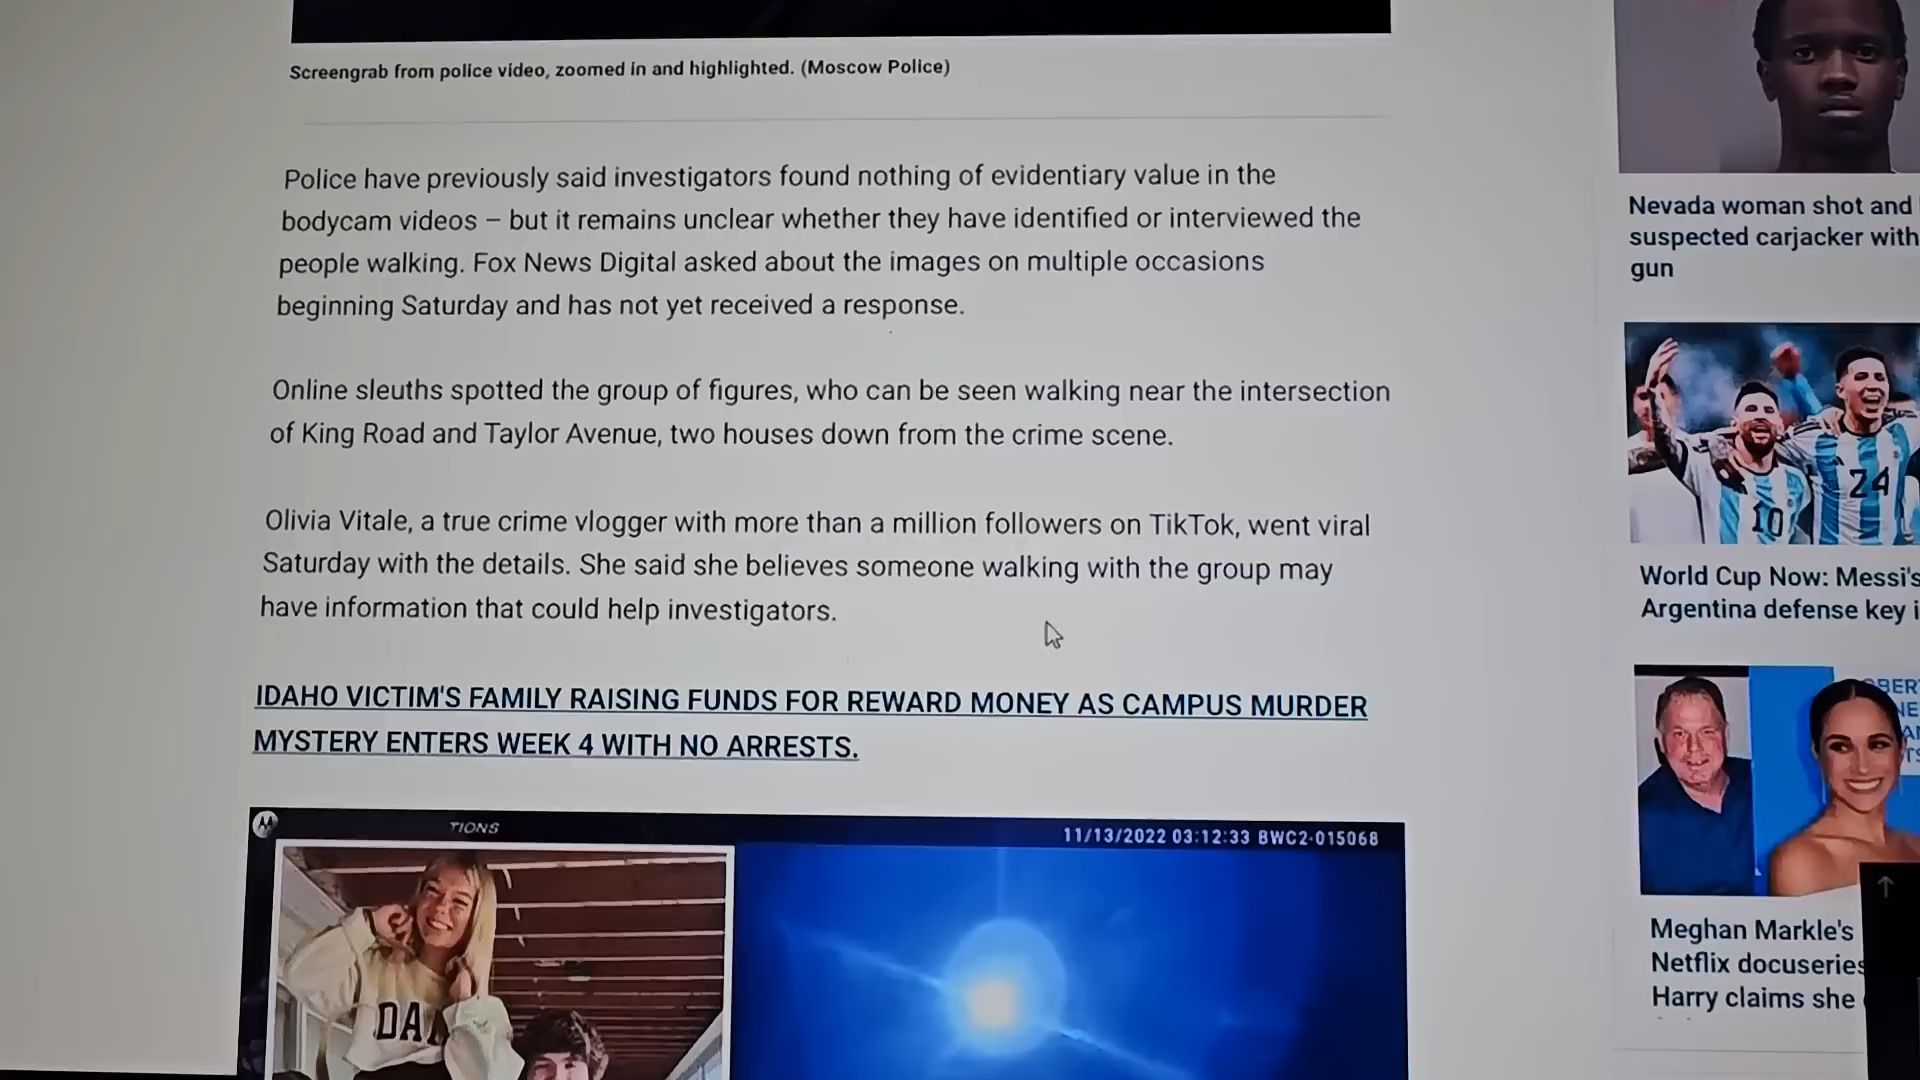 Screengrab from police video, zoomed in and highlighted. (Moscow Police)
Police have previously said investigators found nothing of evidentiary value in the
bodycam videos – but it remains unclear whether they have identified or interviewed the
people walking. Fox News Digital asked about the images on multiple occasions
beginning Saturday and has not yet received a response.
Online sleuths spotted the group of figures, who can be seen walking near the intersection
of King Road and Taylor Avenue, two houses down from the crime scene.
Olivia Vitale, a true crime vlogger with more than a million followers on TikTok, went viral
Saturday with the details. She said she believes someone walking with the group may
have information that could help investigators.
IDAHO VICTIM'S FAMILY RAISING FUNDS FOR REWARD MONEY AS CAMPUS MURDER
MYSTERY ENTERS WEEK 4 WITH NO ARRESTS.
TIONS
11/13/2022 03:12:33 BWC2-015068
DA
Nevada woman shot and
suspected carjacker with
gun
10
24
World Cup Now: Messi's
Argentina defense key
Meghan Markle's
Netflix docuseries
Harry claims she